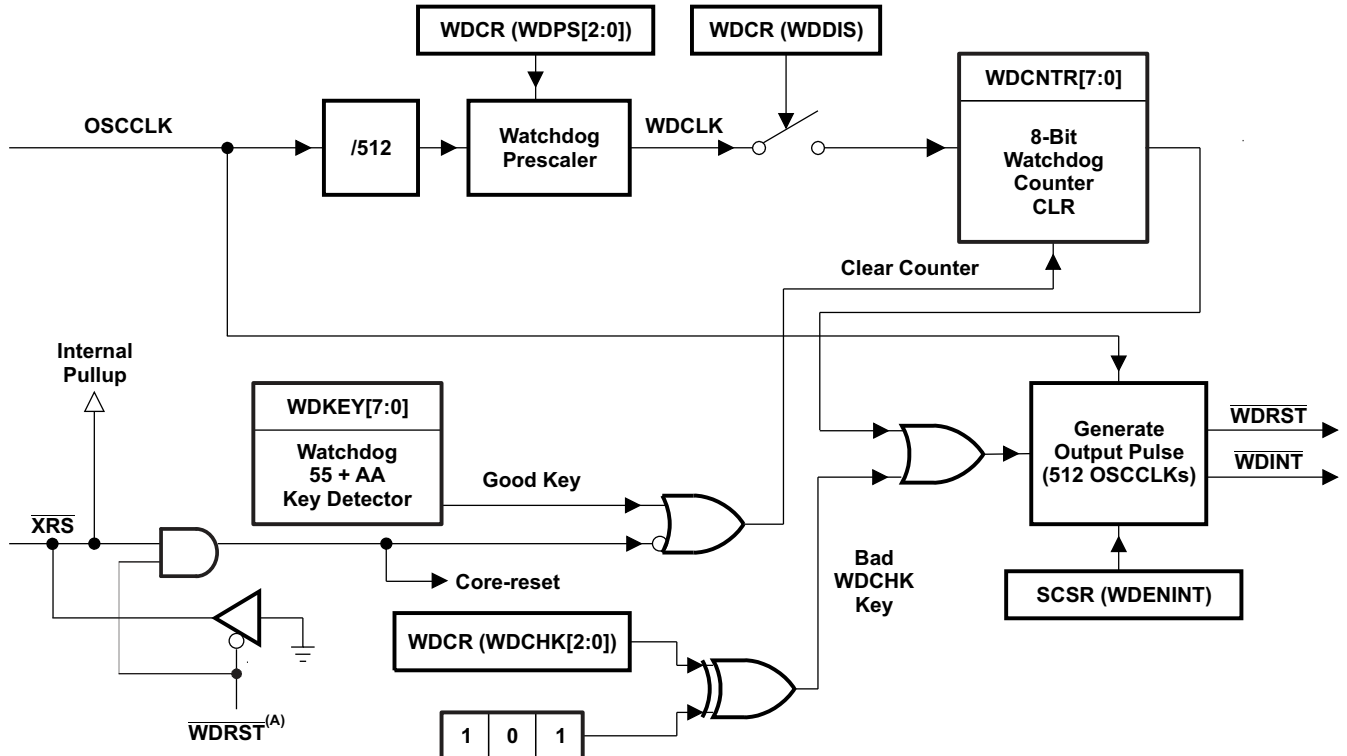 WDCR (WDPS[2:0])
WDCR (WDDIS)
WDCNTR[7:0]
OSCCLK
/512
Watchdog
Prescaler
WDCLK
8-Bit
Watchdog
Counter
CLR
Clear Counter
Internal
Pullup
WDKEY[7:0]
Watchdog
55 + AA
Key Detector
Good Key
Generate
Output Pulse
(512 OSCCLKs)
WDRST
WDINT
XRS
Core-reset
Bad
WDCHK
Key
SCSR (WDENINT)
WDCR (WDCHK[2:0])
WDRST(A)
1 0 1